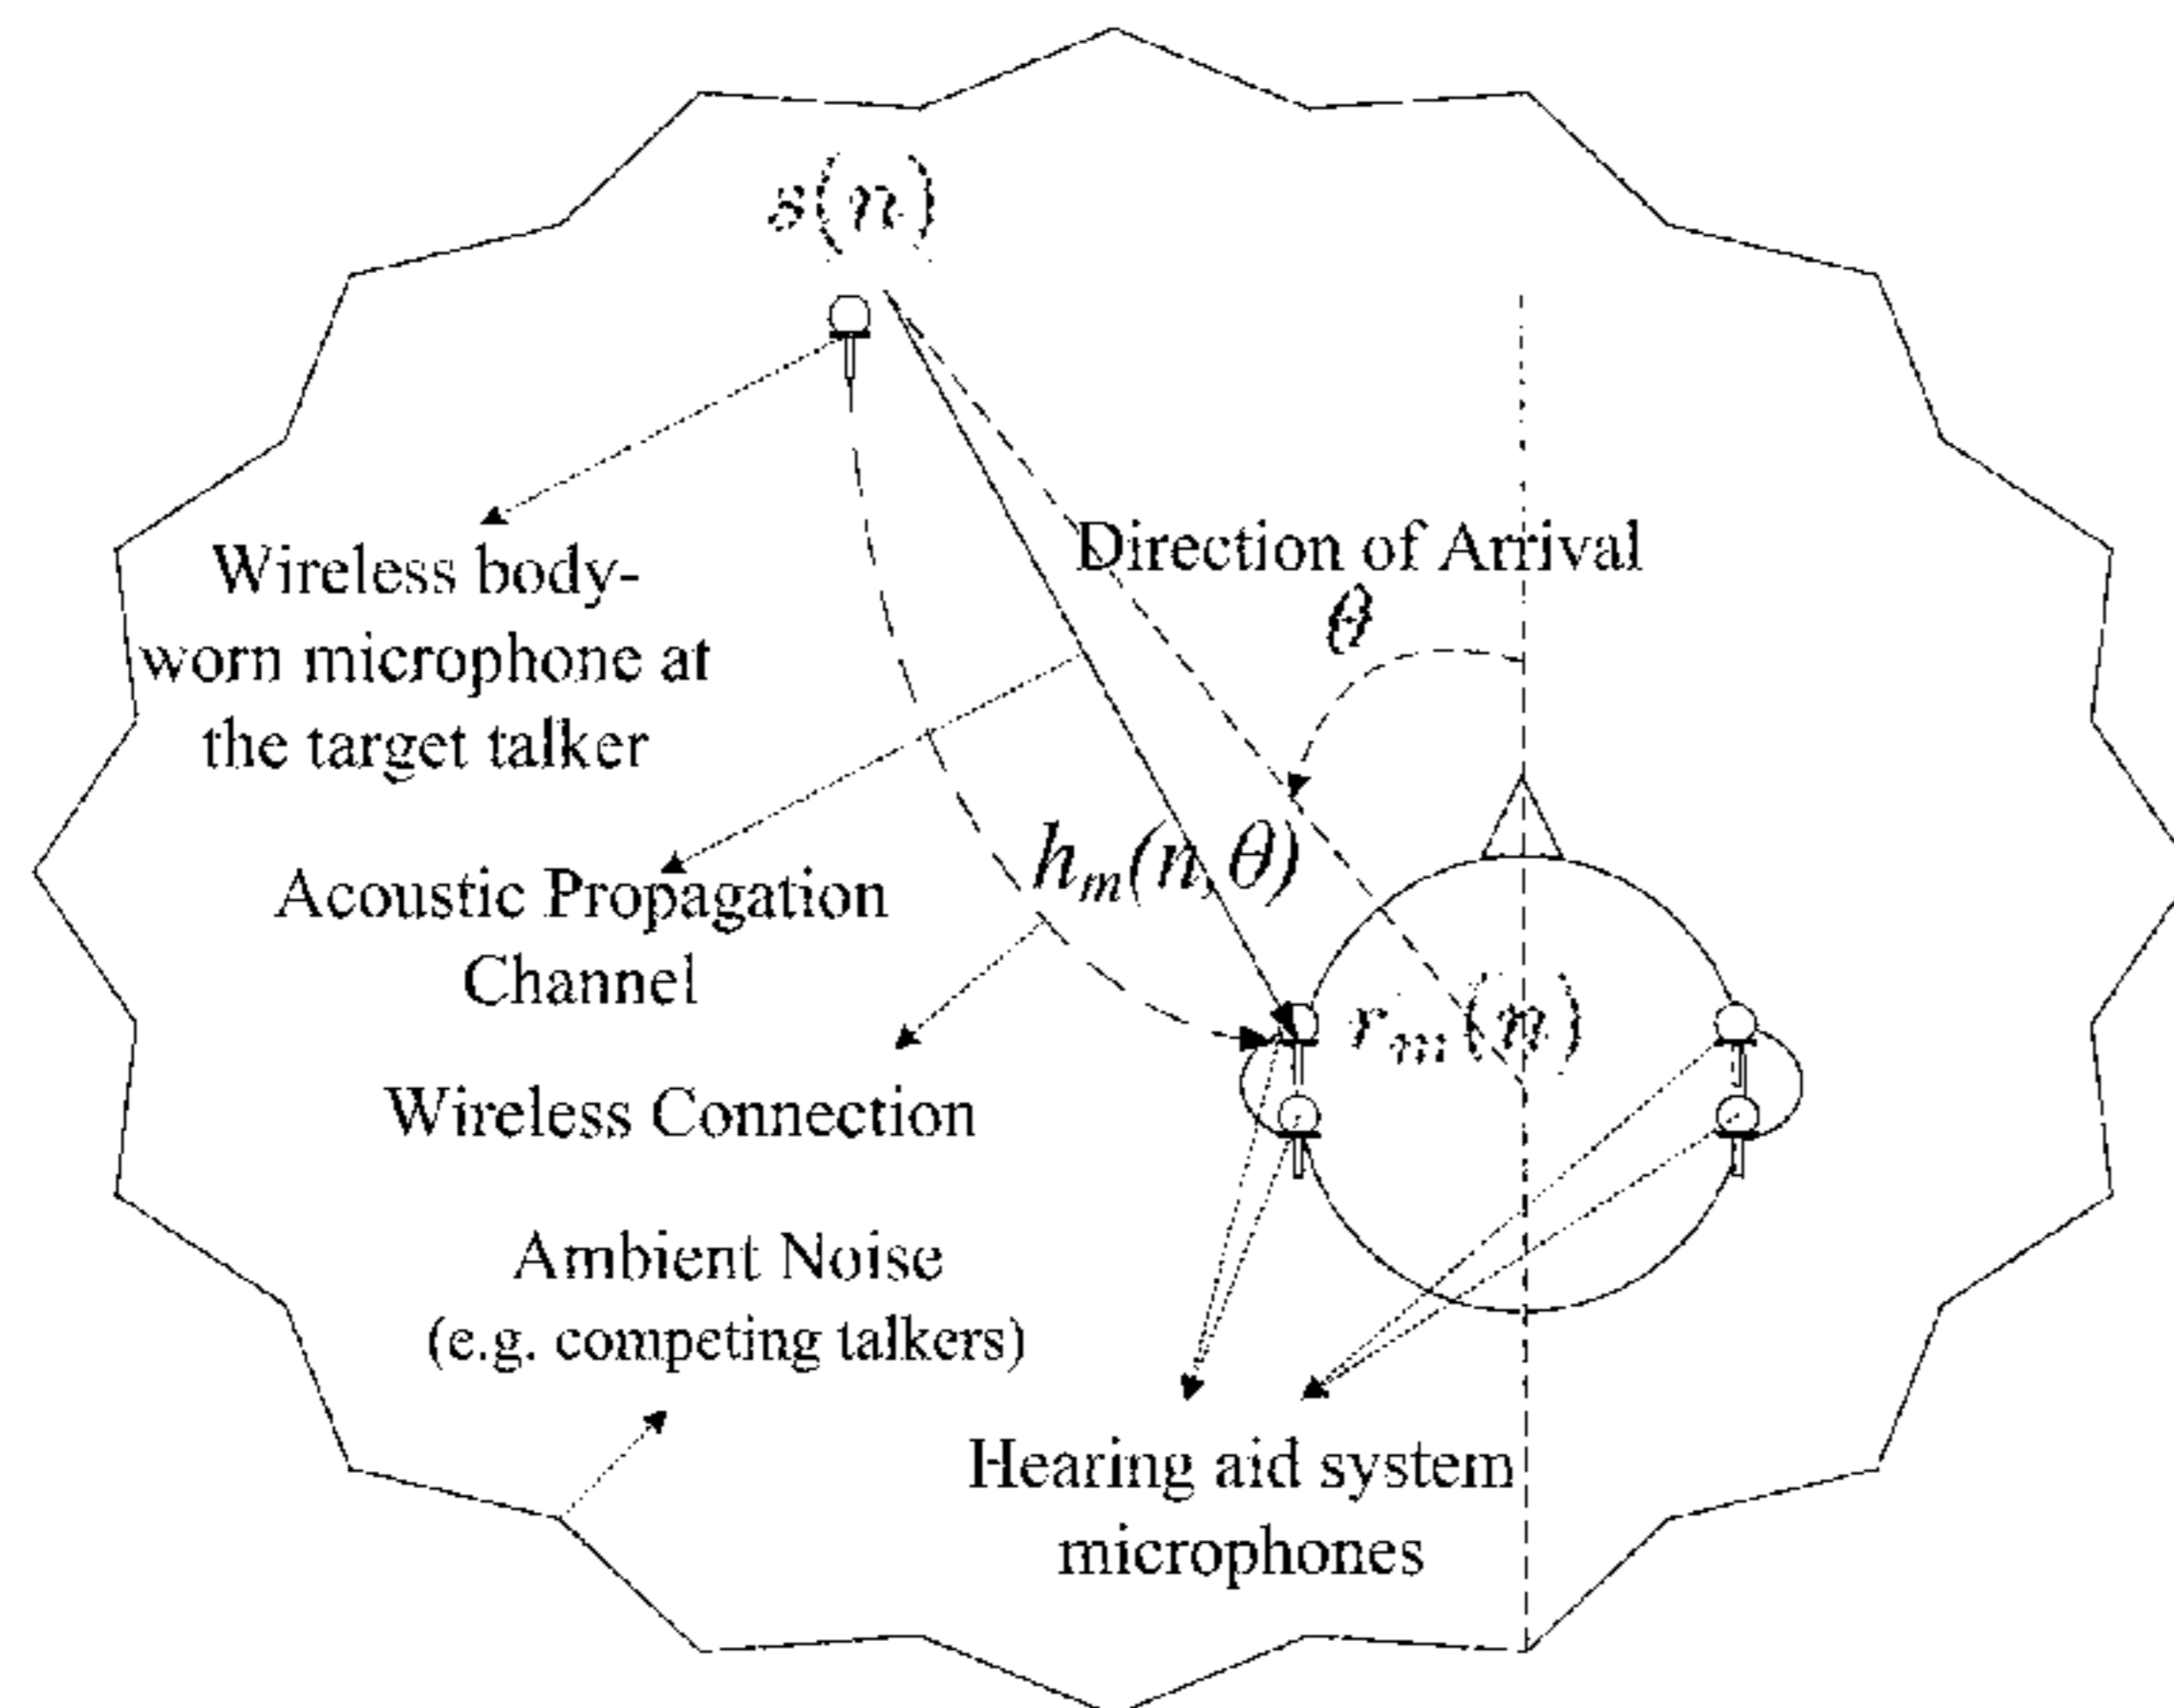 s(n)
Direction of Arrival
θ
Wireless body-
worn microphone at
the target talker
h_m(n, θ)
Acoustic Propagation
Channel
r_m(n)
Wireless Connection
Ambient Noise
(e.g. competing talkers)
Hearing aid system
microphones